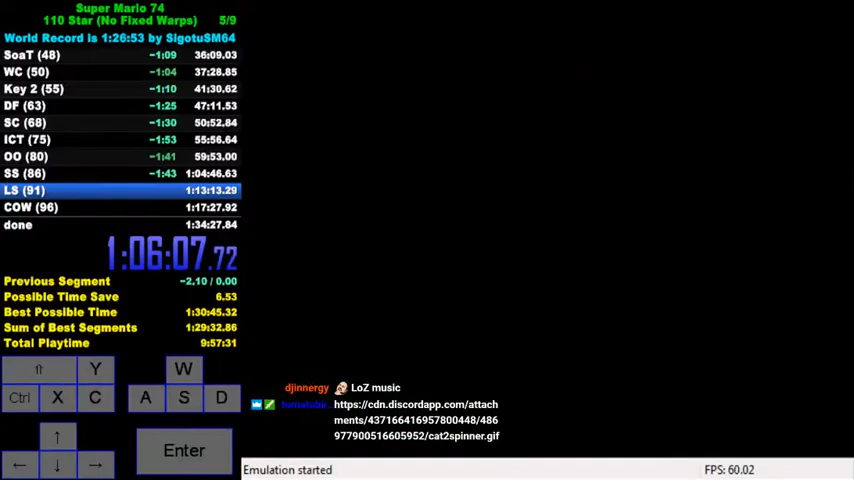 Super Mario 74
110 Star (No Fixed Warps) 5/9
World Record is 1:26:53 by SigotuSM64
SoaT (48) −1:09 36:09.03
WC (50) −1:04 37:28.85
Key 2 (55) −1:10 41:30.62
DF (63) −1:25 47:11.53
SC (68) −1:30 50:52.84
ICT (75) −1:53 55:56.64
OO (80) −1:41 59:53.00
SS (86) −1:43 1:04:46.63
LS (91) 1:13:13.29
COW (96) 1:17:27.92
done 1:34:27.84
1:06:07.72
Previous Segment −2.10 / 0.00
Possible Time Save 6.53
Best Possible Time 1:30:45.32
Sum of Best Segments 1:29:32.86
Total Playtime 9:57:31
⇧ Y W
Ctrl X C A S D
↑ Enter
← ↓ →
djinnergy LoZ music
https://cdn.discordapp.com/attach
ments/437166416957800448/486
977900516605952/cat2spinner.gif
Emulation started FPS: 60.02